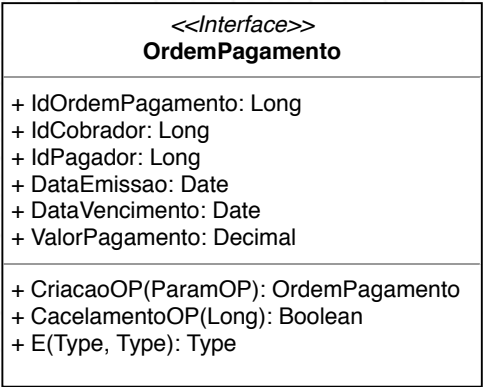 <<Interface>>
OrdemPagamento
+ IdOrdemPagamento: Long
+ IdCobrador: Long
+ IdPagador: Long
+ DataEmissao: Date
+ DataVencimento: Date
+ ValorPagamento: Decimal
+ CriacaoOP(ParamOP): OrdemPagamento
+ CacelamentoOP(Long): Boolean
+ E(Type, Type): Type